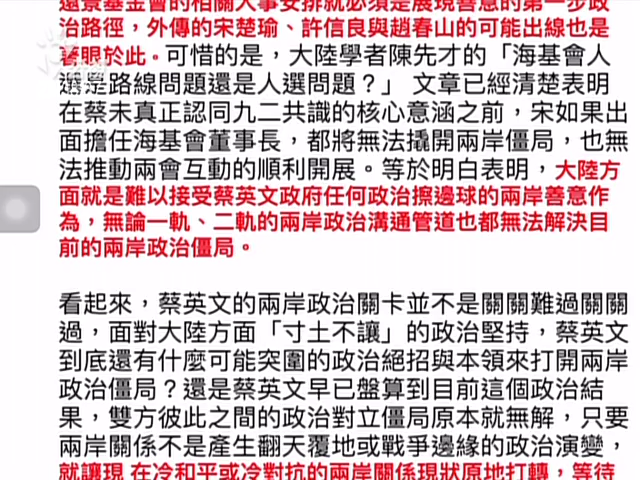 遠景基金會的相關人事安排就必須是展現善意的第一步政
治路徑，外傳的宋楚瑜、許信良與趙春山的可能出線也是
著眼於此。可惜的是，大陸學者陳先才的「海基會人
選是路線問題還是人選問題？」 文章已經清楚表明
在蔡未真正認同九二共識的核心意涵之前，宋如果出
面擔任海基會董事長，都將無法撬開兩岸僵局，也無
法推動兩會互動的順利開展。等於明白表明，大陸方
面就是難以接受蔡英文政府任何政治擦邊球的兩岸善意作
為，無論一軌、二軌的兩岸政治溝通管道也都無法解決目
前的兩岸政治僵局。
看起來，蔡英文的兩岸政治關卡並不是關關難過關關
過，面對大陸方面「寸土不讓」的政治堅持，蔡英文
到底還有什麼可能突圍的政治絕招與本領來打開兩岸
政治僵局？還是蔡英文早已盤算到目前這個政治結
果，雙方彼此之間的政治對立僵局原本就無解，只要
兩岸關係不是產生翻天覆地或戰爭邊緣的政治演變，
就讓現 在冷和平或冷對抗的兩岸關係現狀原地打轉，等待